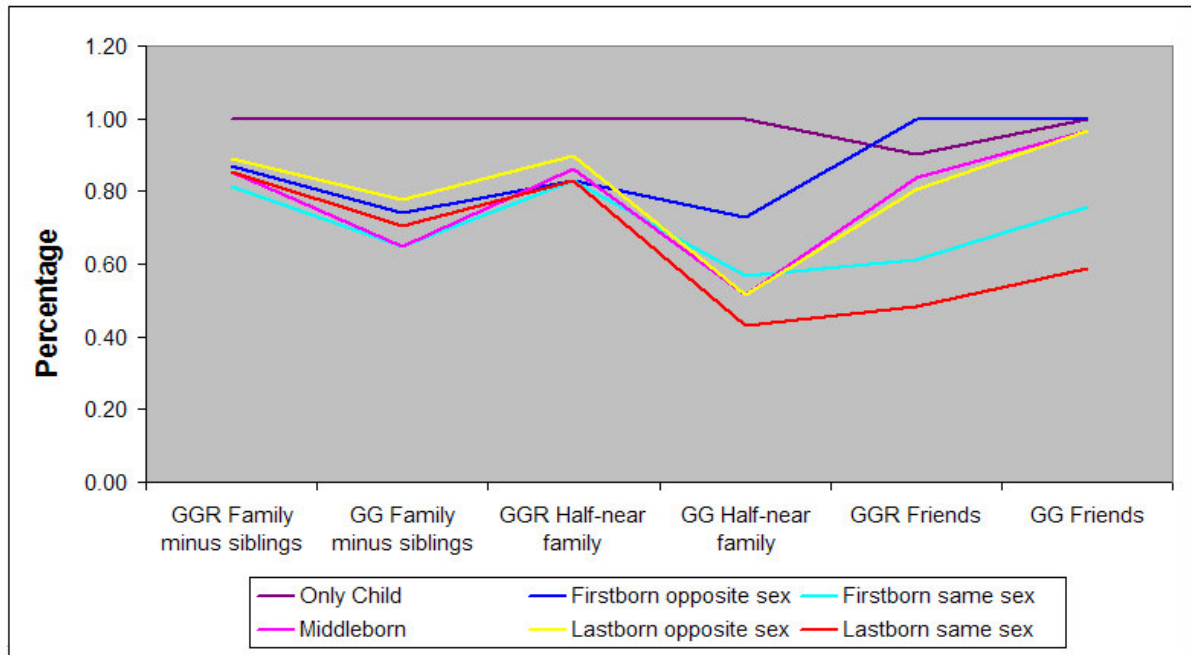 1.20
1.00
0.80
0.60
0.40
0.20
0.00
Percentage
GGR Family
minus siblings
GG Family
minus siblings
GGR Half-near
family
GG Half-near
family
GGR Friends
GG Friends
Only Child
Firstborn opposite sex
Firstborn same sex
Middleborn
Lastborn opposite sex
Lastborn same sex